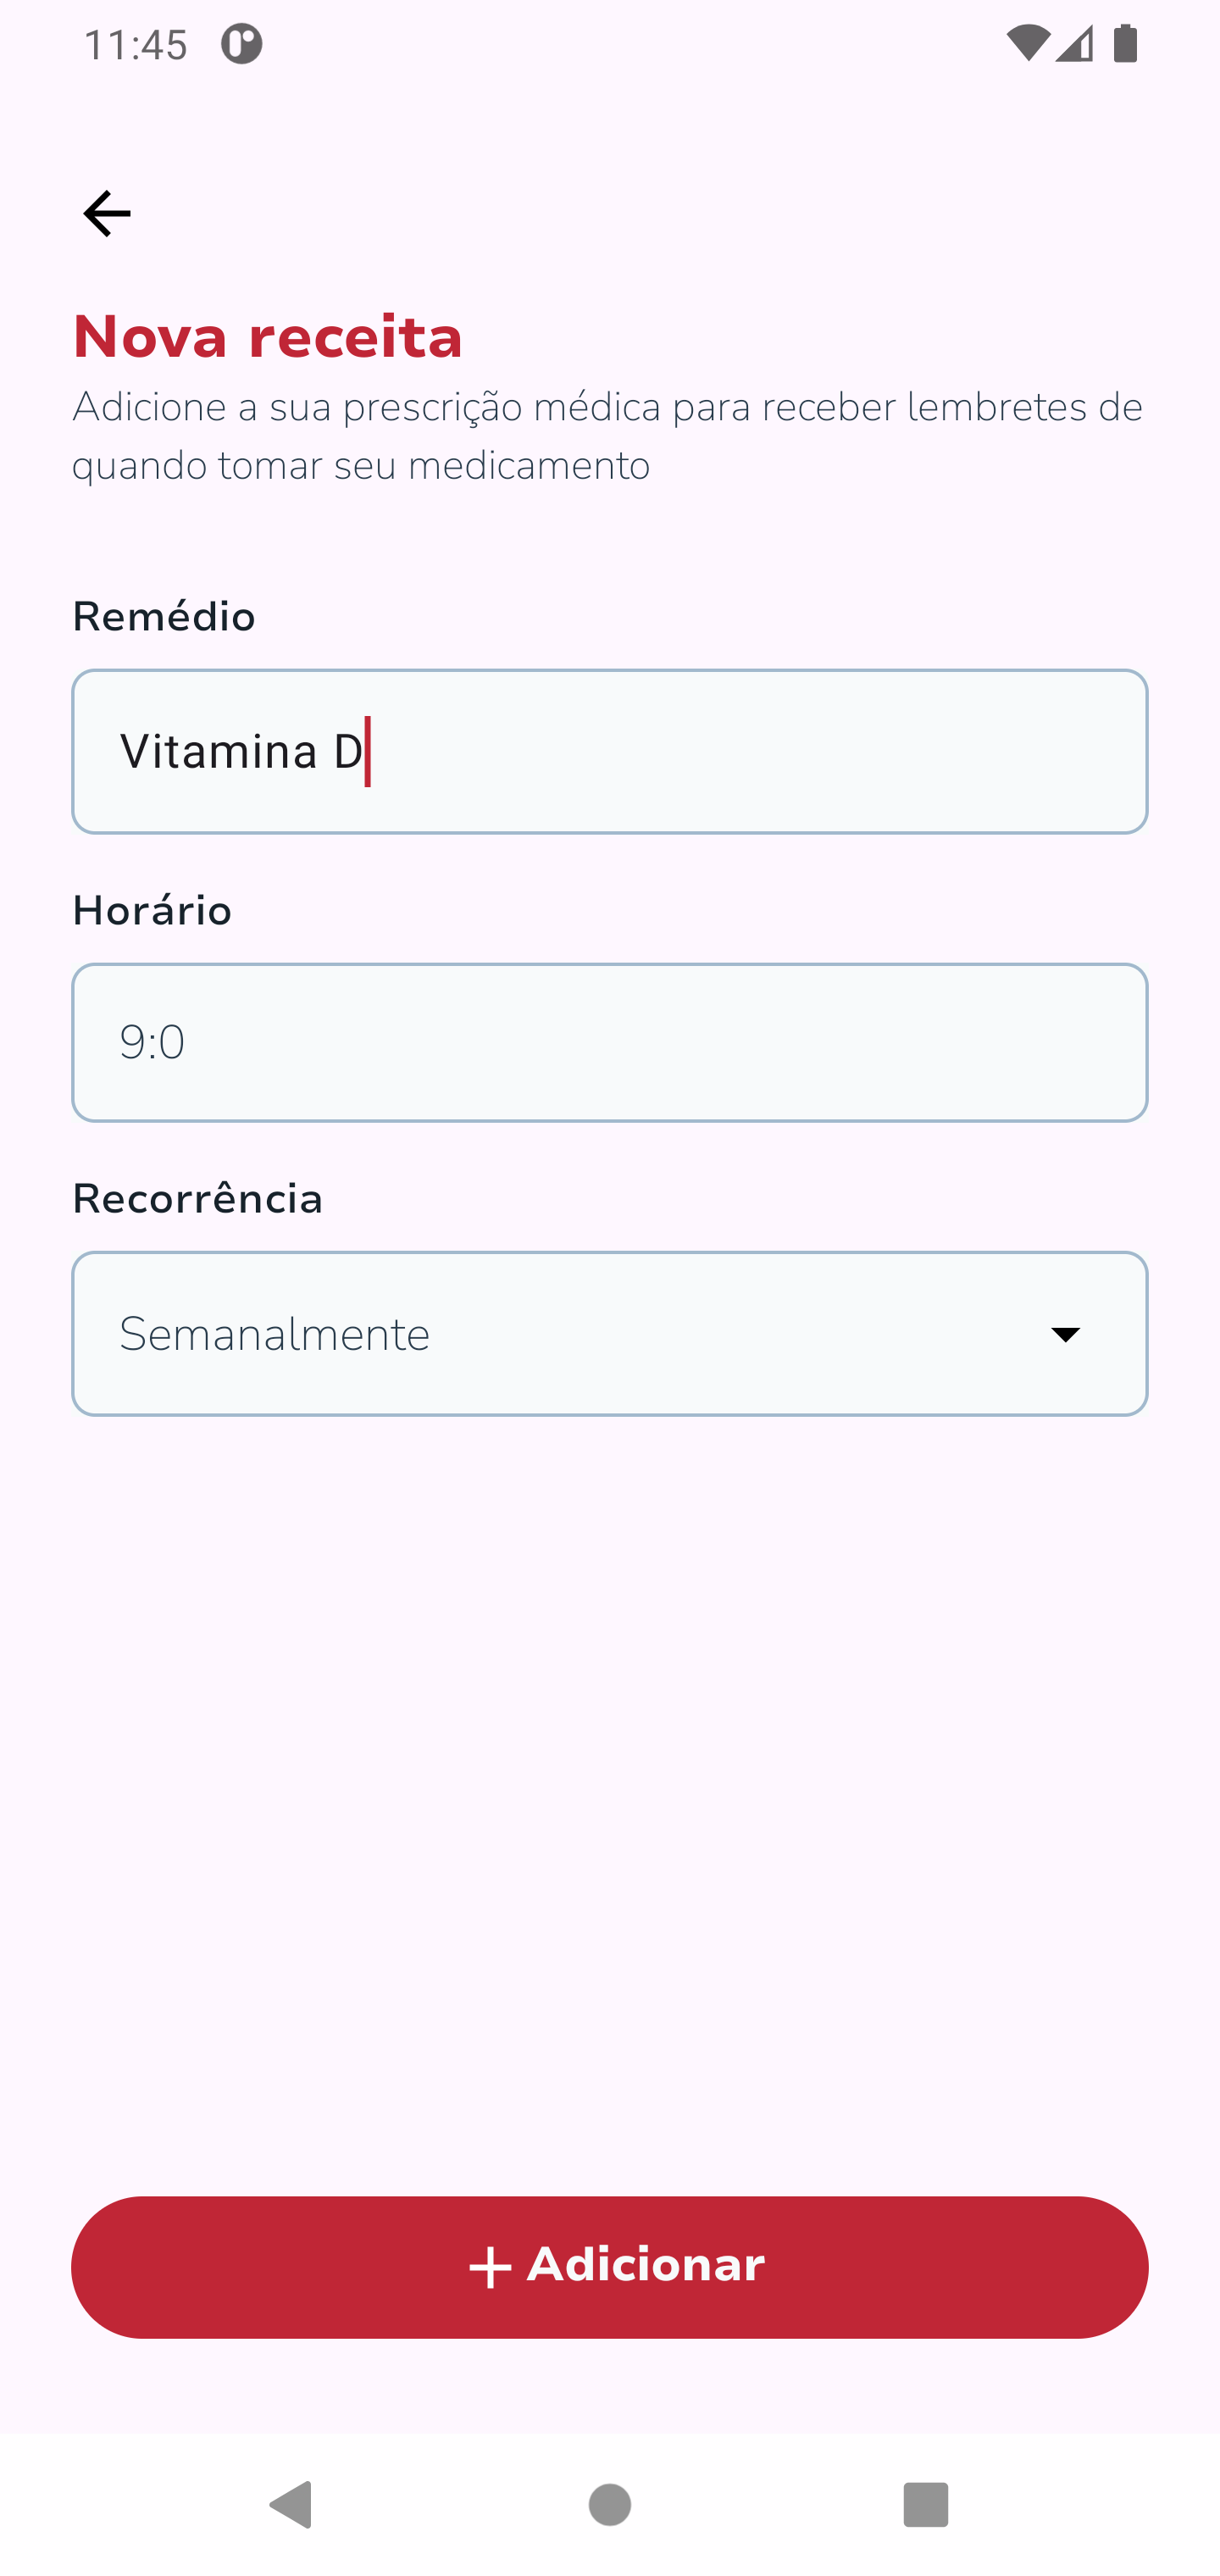 11:45
Nova receita
Adicione a sua prescrição médica para receber lembretes de
quando tomar seu medicamento
Remédio
Vitamina D
Horário
9:0
Recorrência
Semanalmente
+ Adicionar